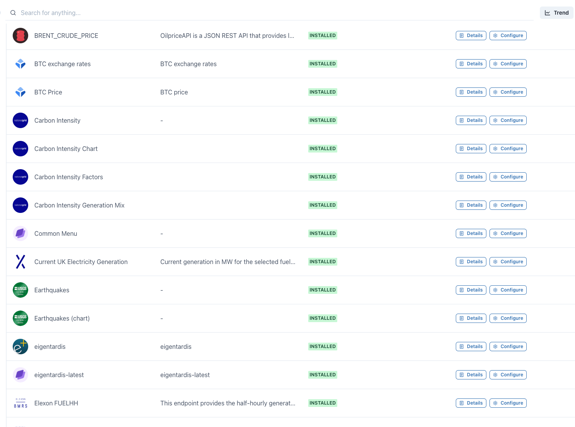 Search for anything...
Trend
BRENT_CRUDE_PRICE OilpriceAPI is a JSON REST API that provides l... INSTALLED Details Configure
BTC exchange rates BTC exchange rates INSTALLED Details Configure
BTC Price BTC price INSTALLED Details Configure
Carbon Intensity - INSTALLED Details Configure
Carbon Intensity Chart INSTALLED Details Configure
Carbon Intensity Factors INSTALLED Details Configure
Carbon Intensity Generation Mix INSTALLED Details Configure
Common Menu - INSTALLED Details Configure
Current UK Electricity Generation Current generation in MW for the selected fuel... INSTALLED Details Configure
Earthquakes - INSTALLED Details Configure
Earthquakes (chart) - INSTALLED Details Configure
eigentardis eigentardis INSTALLED Details Configure
eigentardis-latest eigentardis-latest INSTALLED Details Configure
Elexon FUELHH This endpoint provides the half-hourly generat... INSTALLED Details Configure